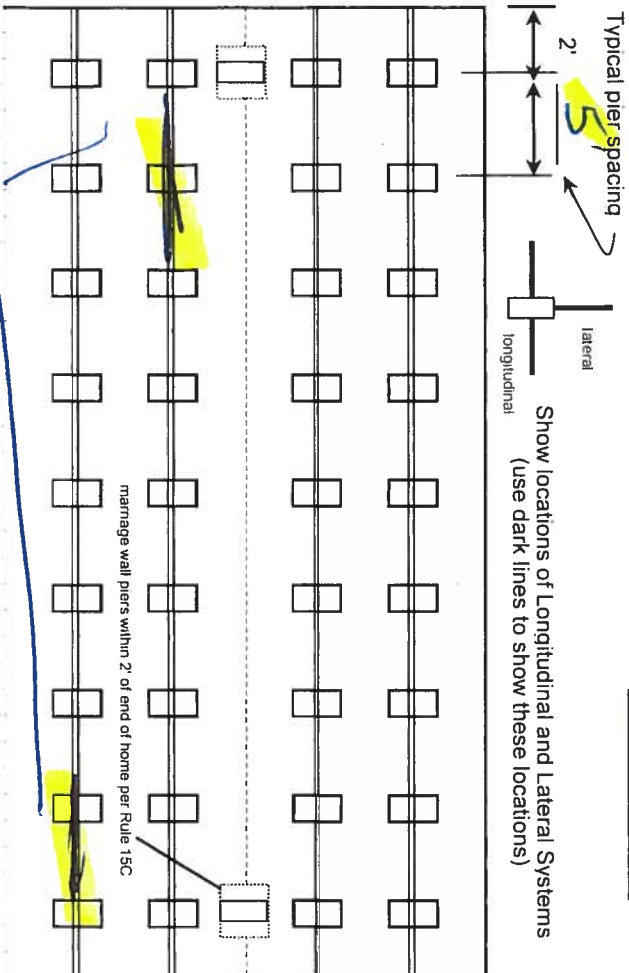 Typical pier spacing
2'
5'
lateral
longitudinal
Show locations of Longitudinal and Lateral Systems
(use dark lines to show these locations)
marriage wall piers within 2' of end of home per Rule 15C